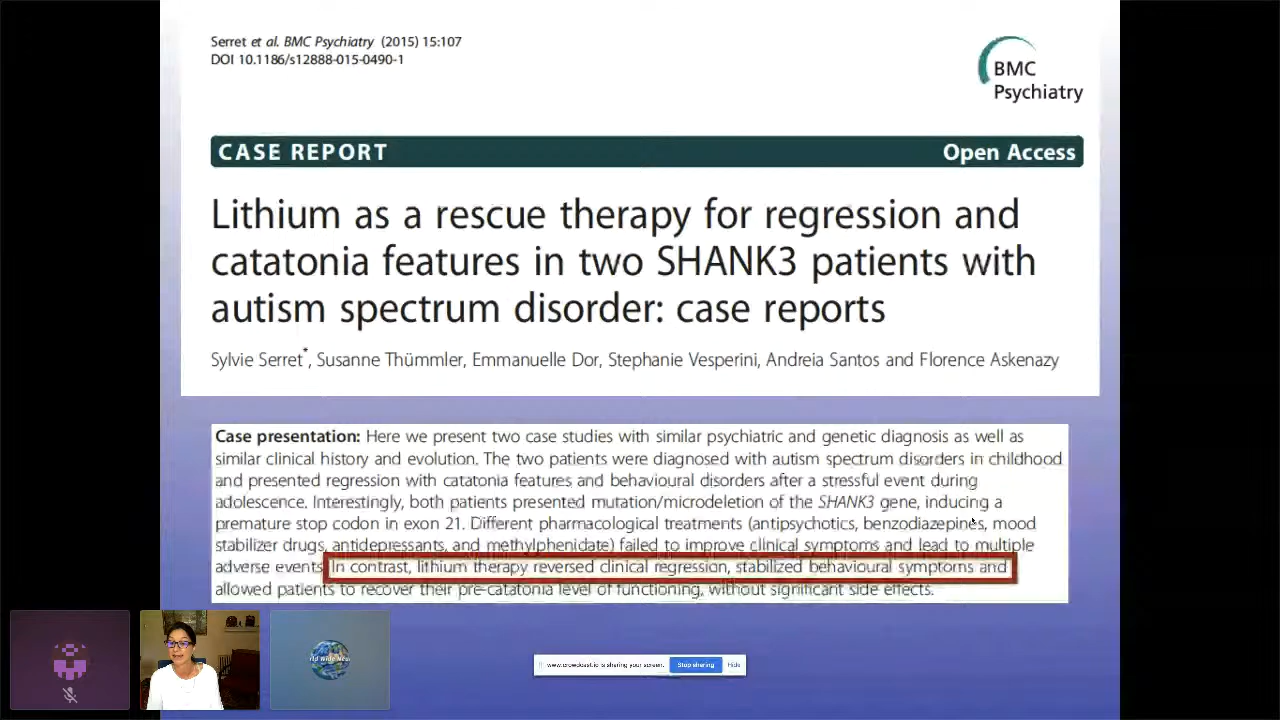 Serret et al. BMC Psychiatry (2015) 15:107
DOI 10.1186/s12888-015-0490-1
BMC
Psychiatry
CASE REPORT
Open Access
Lithium as a rescue therapy for regression and
catatonia features in two SHANK3 patients with
autism spectrum disorder: case reports
Sylvie Serret*, Susanne Thümmler, Emmanuelle Dor, Stephanie Vesperini, Andreia Santos and Florence Askenazy
Case presentation: Here we present two case studies with similar psychiatric and genetic diagnosis as well as
similar clinical history and evolution. The two patients were diagnosed with autism spectrum disorders in childhood
and presented regression with catatonia features and behavioural disorders after a stressful event during
adolescence. Interestingly, both patients presented mutation/microdeletion of the SHANK3 gene, inducing a
premature stop codon in exon 21. Different pharmacological treatments (antipsychotics, benzodiazepines, mood
stabilizer drugs, antidepressants, and methylphenidate) failed to improve clinical symptoms and lead to multiple
adverse events. In contrast, lithium therapy reversed clinical regression, stabilized behavioural symptoms and
allowed patients to recover their pre-catatonia level of functioning, without significant side effects.
www.crowdcast.io is sharing your screen.
Stop sharing
Hide